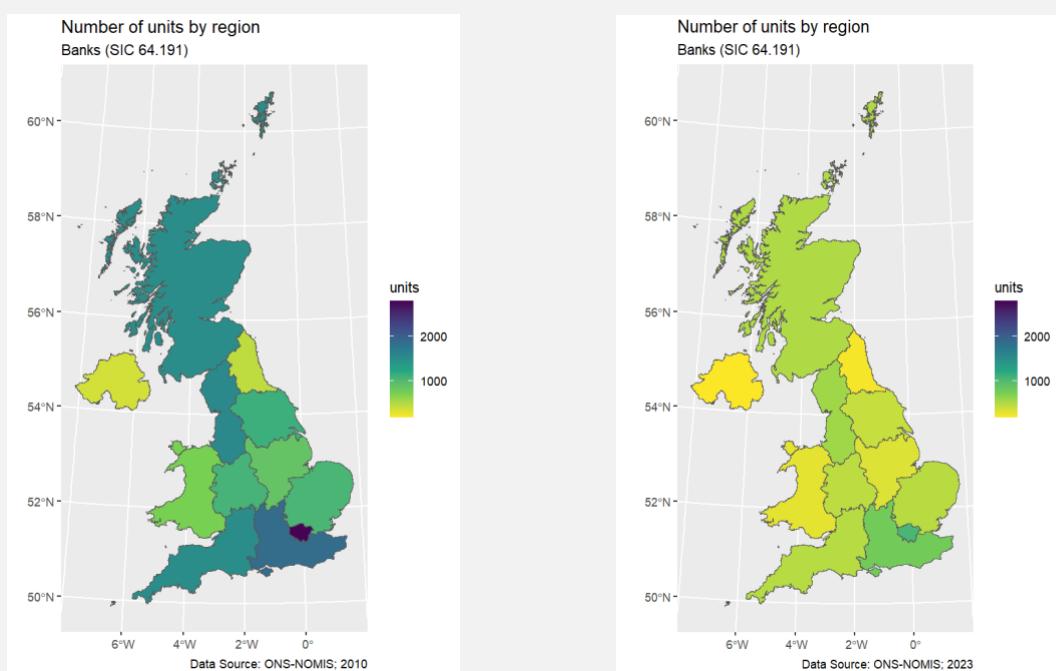 Number of units by region
Banks (SIC 64.191)
60°N
58°N
56°N
54°N
52°N
50°N
6°W
4°W
2°W
0°
units
2000
1000
Data Source: ONS-NOMIS; 2010
Number of units by region
Banks (SIC 64.191)
60°N
58°N
56°N
54°N
52°N
50°N
6°W
4°W
2°W
0°
units
2000
1000
Data Source: ONS-NOMIS; 2023